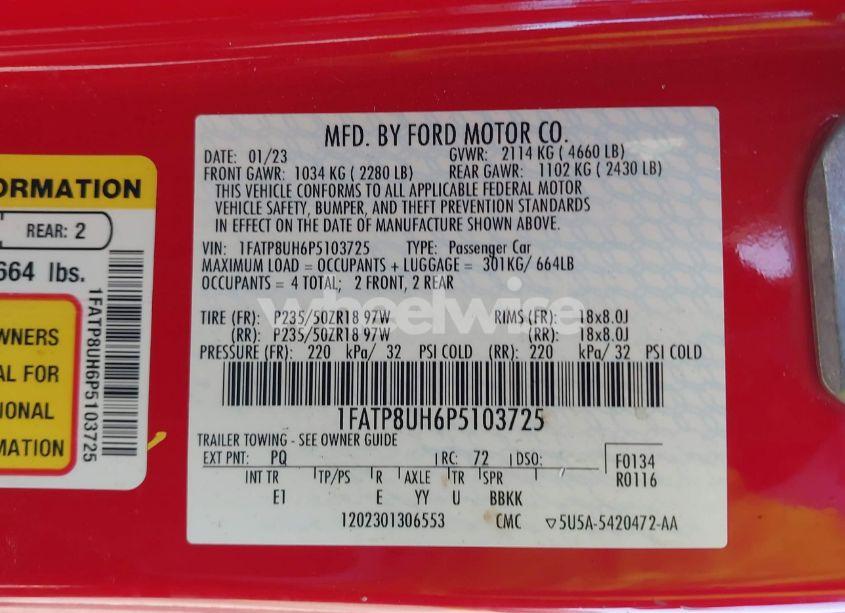 ORMATION
REAR: 2
664 lbs.
WNERS
AL FOR
IONAL
MATION
1FATP8UH6P5103725
MFD. BY FORD MOTOR CO.
DATE: 01/23 GVWR: 2114 KG ( 4660 LB)
FRONT GAWR: 1034 KG ( 2280 LB) REAR GAWR: 1102 KG ( 2430 LB)
THIS VEHICLE CONFORMS TO ALL APPLICABLE FEDERAL MOTOR
VEHICLE SAFETY, BUMPER, AND THEFT PREVENTION STANDARDS
IN EFFECT ON THE DATE OF MANUFACTURE SHOWN ABOVE.
VIN: 1FATP8UH6P5103725 TYPE: Passenger Car
MAXIMUM LOAD = OCCUPANTS + LUGGAGE = 301KG/ 664LB
OCCUPANTS = 4 TOTAL; 2 FRONT, 2 REAR
wheelwise
TIRE (FR): P235/50ZR18 97W RIMS (FR): 18x8.0J
(RR): P235/50ZR18 97W (RR): 18x8.0J
PRESSURE (FR): 220 kPa/ 32 PSI COLD (RR): 220 kPa/ 32 PSI COLD
1FATP8UH6P5103725
TRAILER TOWING - SEE OWNER GUIDE
EXT PNT: PQ RC: 72 DSO: F0134
R0116
INT TR TP/PS R AXLE TR SPR
E1 E YY U BBKK
1202301306553 CMC ▽5U5A-5420472-AA